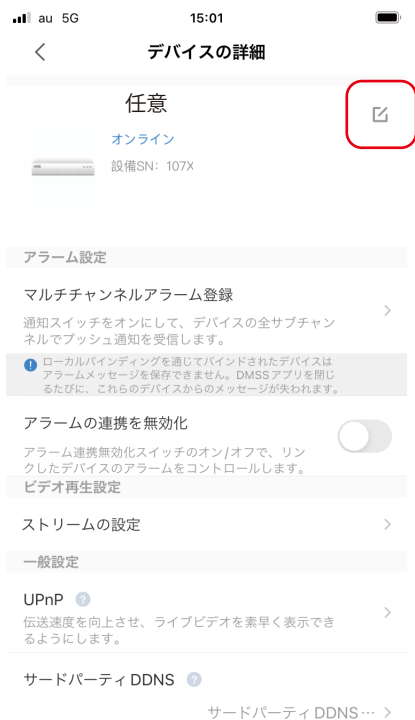 au 5G 15:01
デバイスの詳細
任意
オンライン
設備SN: 107X
アラーム設定
マルチチャンネルアラーム登録
通知スイッチをオンにして、デバイスの全サブチャン
ネルでプッシュ通知を受信します。
ローカルバインディングを通じてバインドされたデバイスは
アラームメッセージを保存できません。DMSSアプリを閉じ
るたびに、これらのデバイスからのメッセージが失われます。
アラームの連携を無効化
アラーム連携無効化スイッチのオン/オフで、リン
クしたデバイスのアラームをコントロールします。
ビデオ再生設定
ストリームの設定
一般設定
UPnP ?
伝送速度を向上させ、ライブビデオを素早く表示でき
るようにします。
サードパーティDDNS ?
サードパーティDDNS…